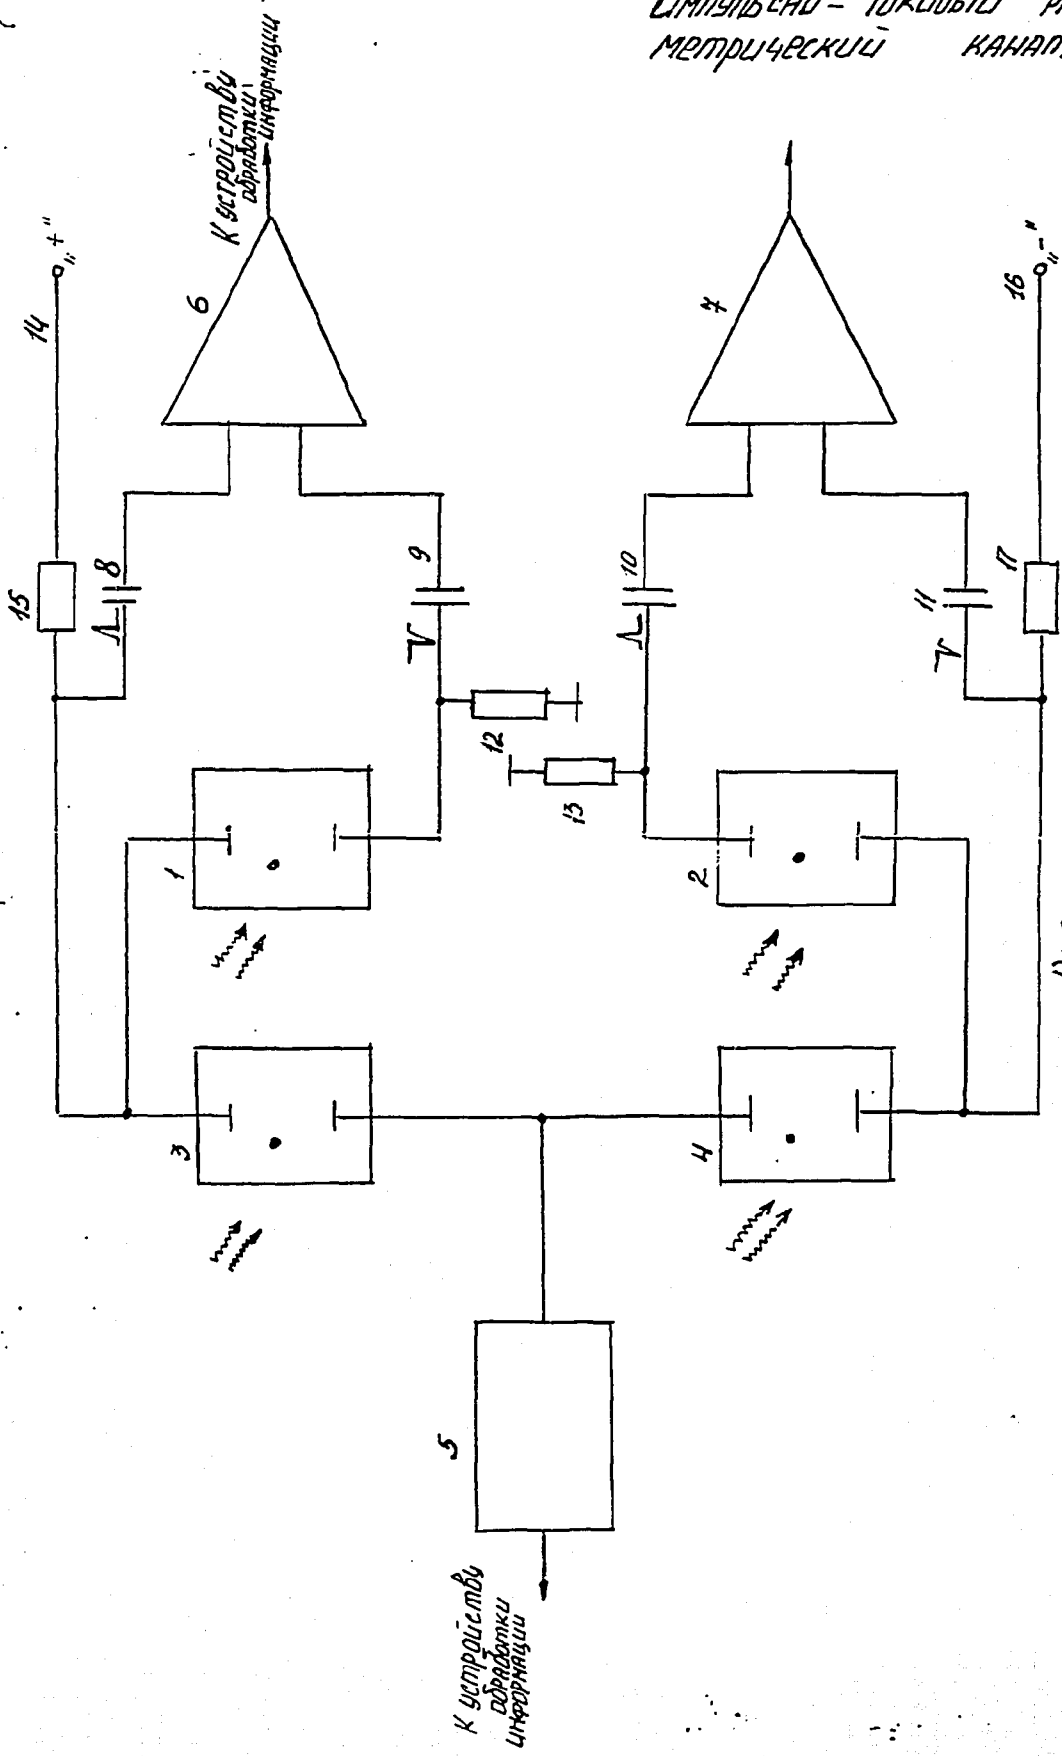 Импульсно-токовый
метрический канал
К устройству
обработки
информации
14
„+"
6
7
16
„-"
15
8
9
10
11
17
12
13
1
2
3
4
5
К устройству
обработки
информации